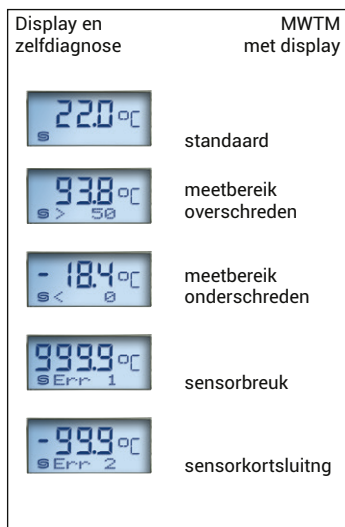 Display en
zelfdiagnose
MWTM
met display
22.0 °C
S
standaard
93.8 °C
S > 50
meetbereik
overschreden
-18.4 °C
S < 0
meetbereik
onderschreden
999.9 °C
S Err 1
sensorbreuk
-99.9 °C
S Err 2
sensorkortsluitng